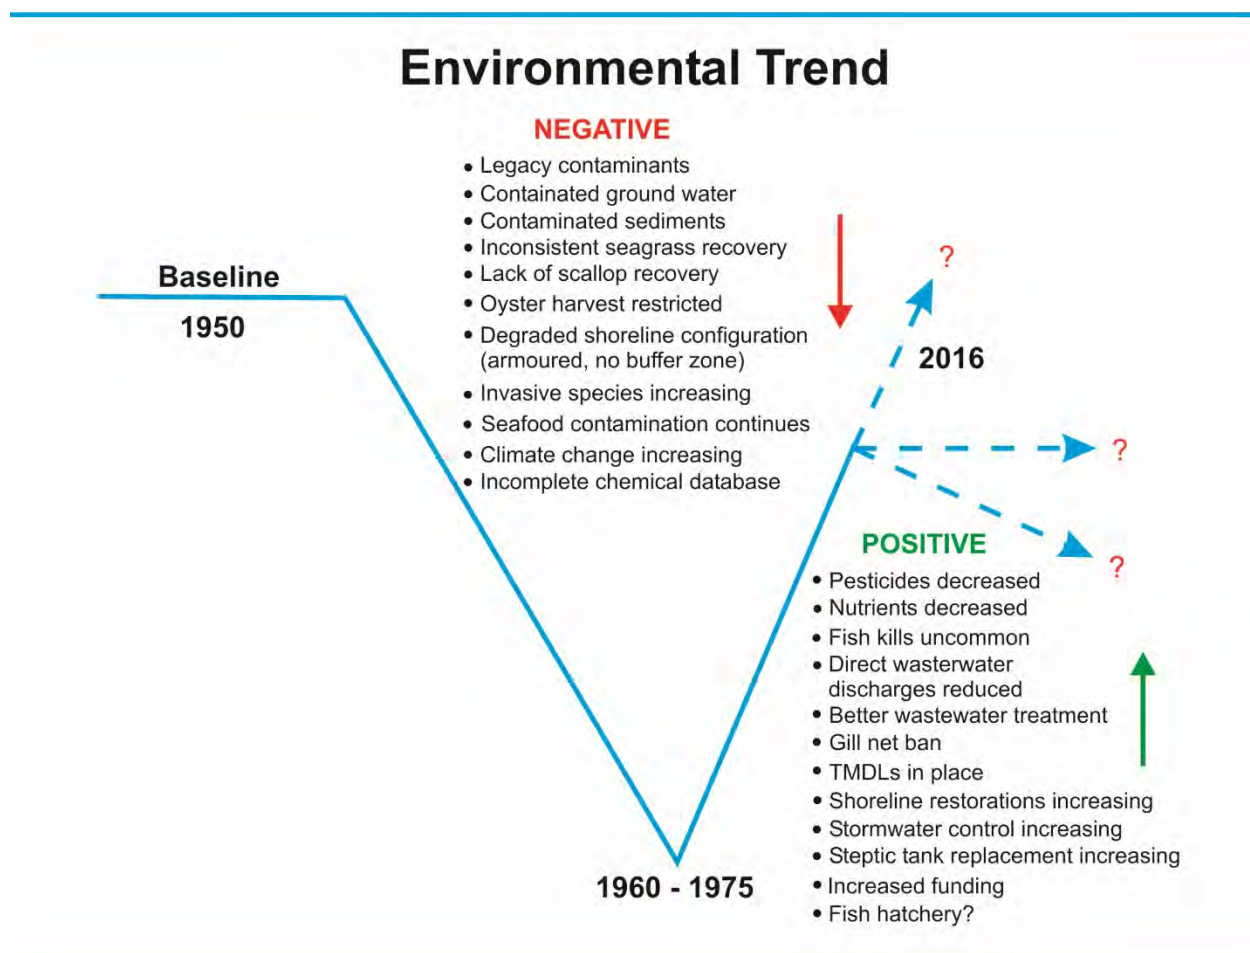 Environmental Trend
NEGATIVE
• Legacy contaminants
• Containated ground water
• Contaminated sediments
• Inconsistent seagrass recovery
• Lack of scallop recovery
• Oyster harvest restricted
• Degraded shoreline configuration
(armoured, no buffer zone)
• Invasive species increasing
• Seafood contamination continues
• Climate change increasing
• Incomplete chemical database
Baseline
1950
1960 - 1975
2016
?
?
?
POSITIVE
• Pesticides decreased
• Nutrients decreased
• Fish kills uncommon
• Direct wasterwater
discharges reduced
• Better wastewater treatment
• Gill net ban
• TMDLs in place
• Shoreline restorations increasing
• Stormwater control increasing
• Steptic tank replacement increasing
• Increased funding
• Fish hatchery?